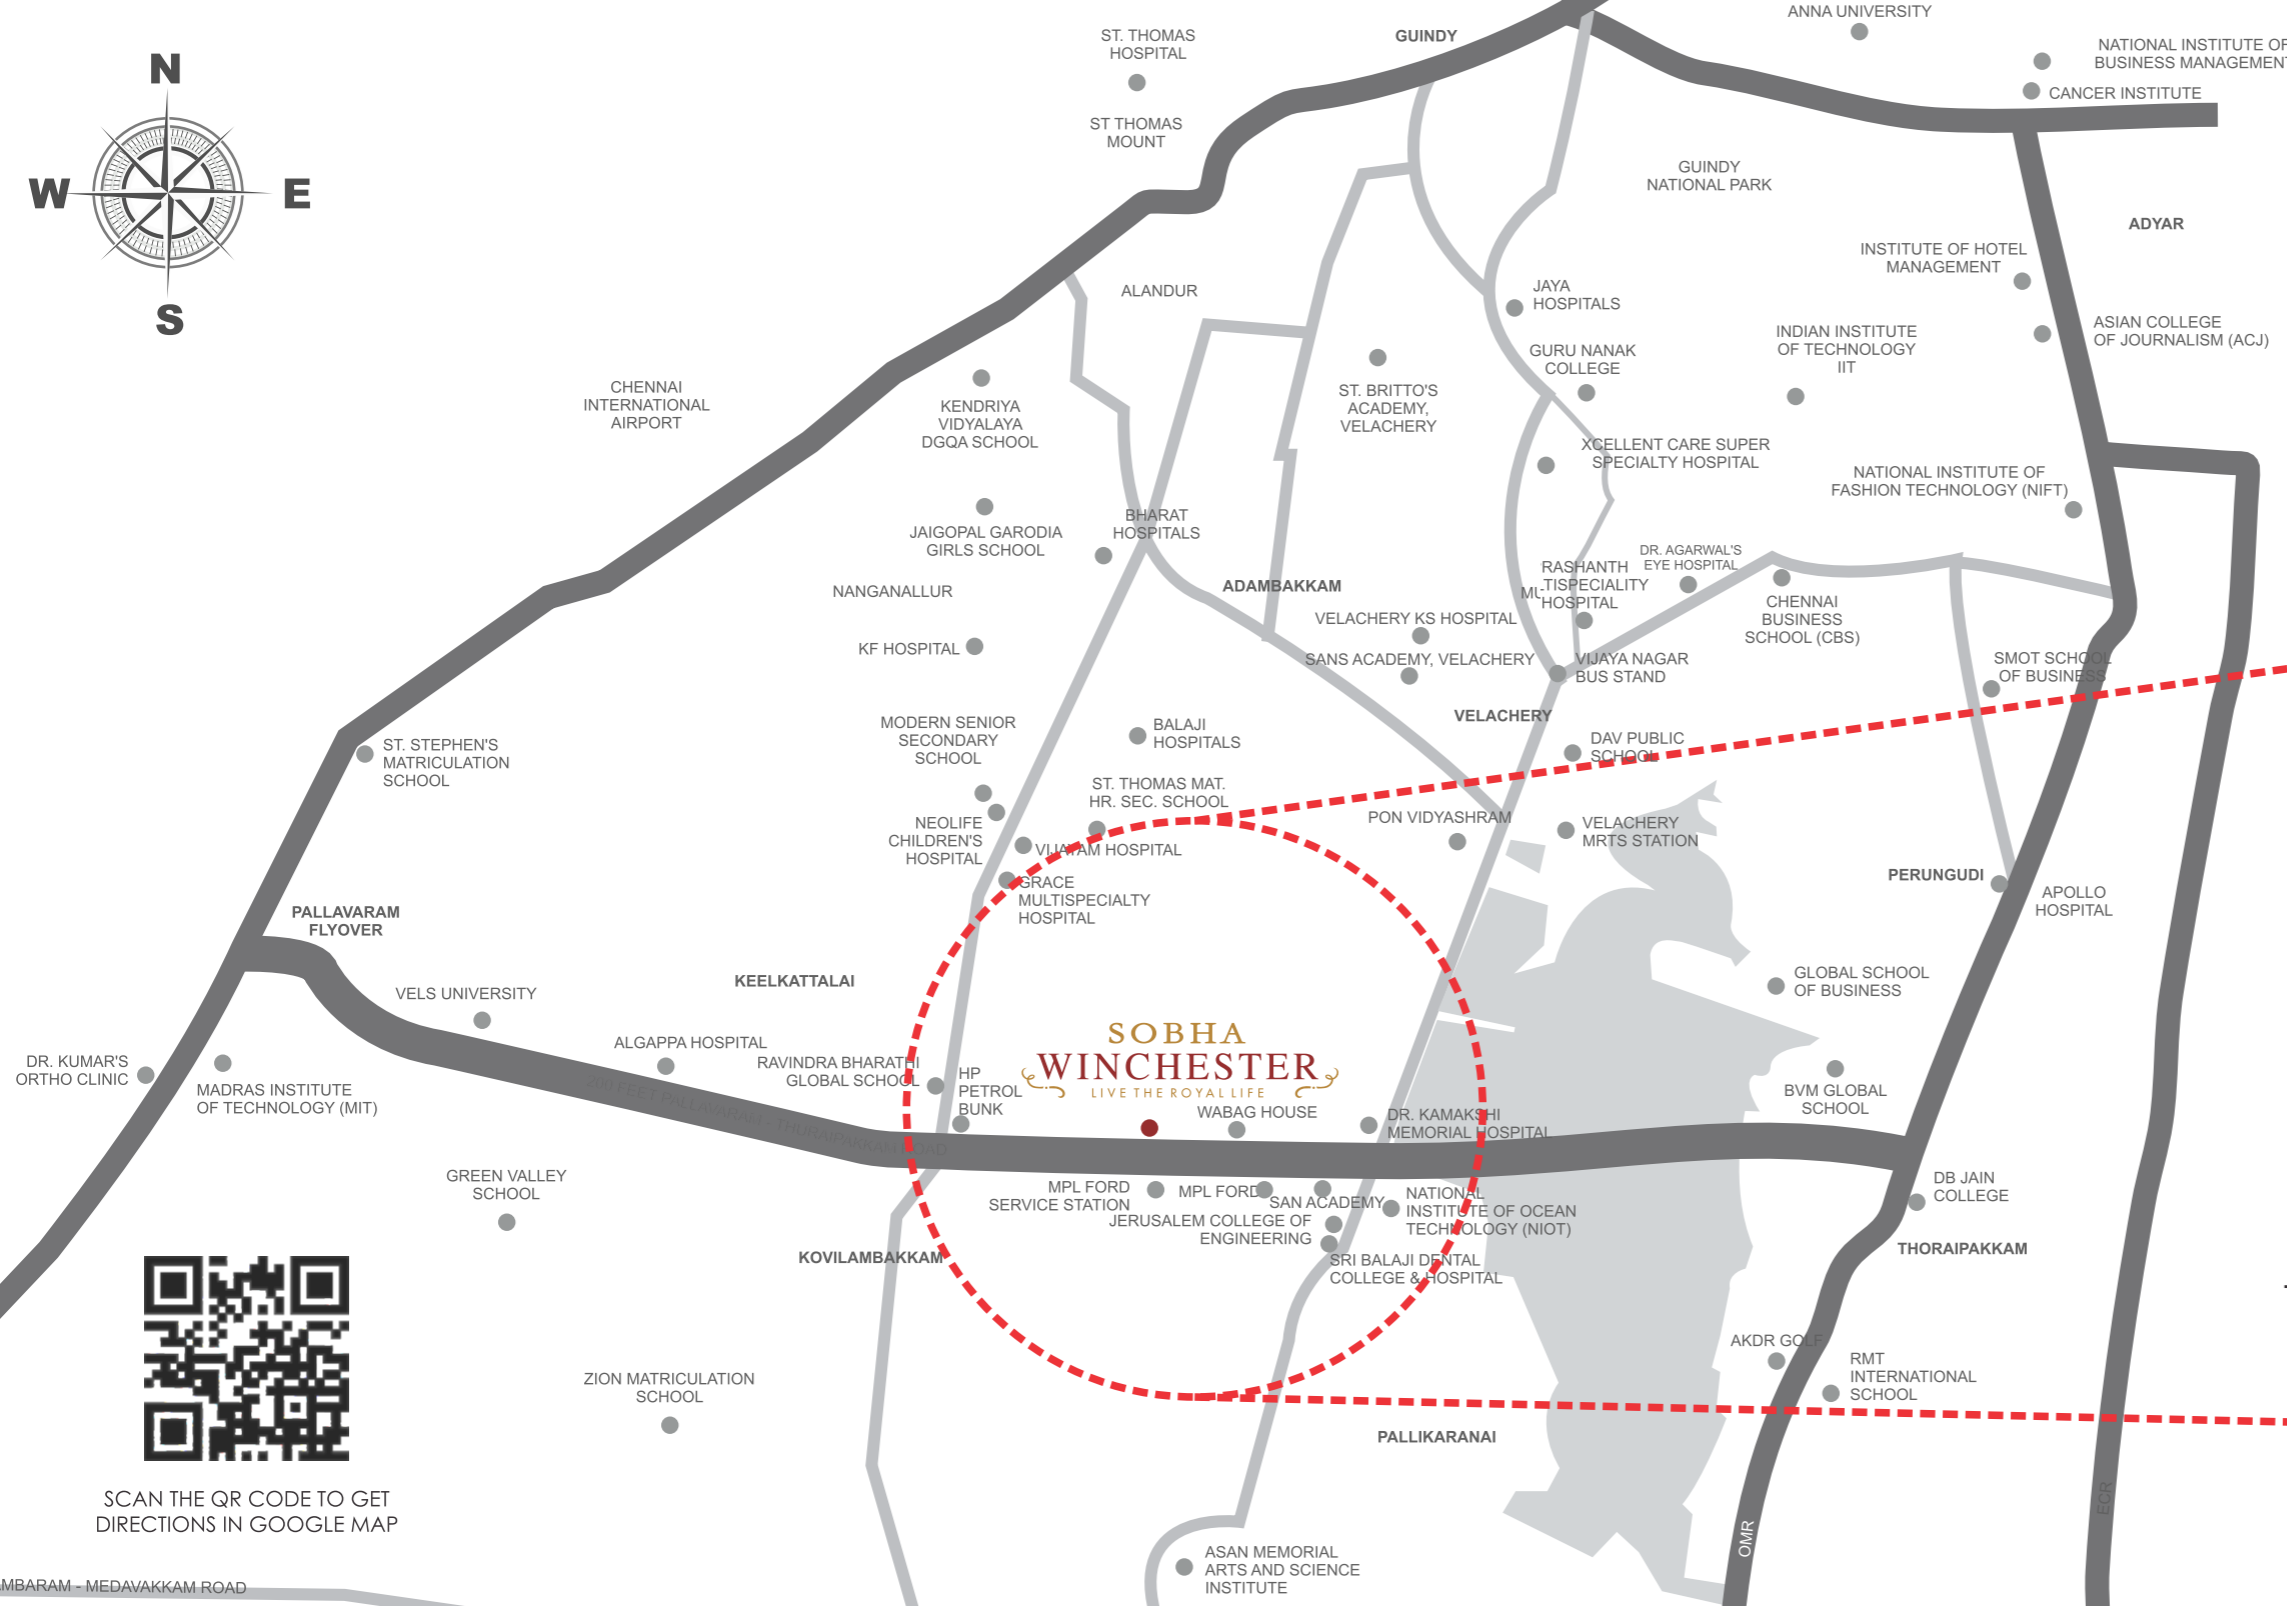 N
W
E
S
ST. THOMAS
HOSPITAL
GUINDY
ANNA UNIVERSITY
NATIONAL INSTITUTE OF
BUSINESS MANAGEMENT
CANCER INSTITUTE
ST THOMAS
MOUNT
GUINDY
NATIONAL PARK
ADYAR
INSTITUTE OF HOTEL
MANAGEMENT
ALANDUR
JAYA
HOSPITALS
INDIAN INSTITUTE
OF TECHNOLOGY
IIT
ASIAN COLLEGE
OF JOURNALISM (ACJ)
GURU NANAK
COLLEGE
CHENNAI
INTERNATIONAL
AIRPORT
KENDRIYA
VIDYALAYA
DGQA SCHOOL
ST. BRITTO'S
ACADEMY,
VELACHERY
XCELLENT CARE SUPER
SPECIALTY HOSPITAL
NATIONAL INSTITUTE OF
FASHION TECHNOLOGY (NIFT)
JAIGOPAL GARODIA
GIRLS SCHOOL
BHARAT
HOSPITALS
NANGANALLUR
ADAMBAKKAM
RASHANTH
MU-TISPECIALITY
HOSPITAL
DR. AGARWAL'S
EYE HOSPITAL
CHENNAI
BUSINESS
SCHOOL (CBS)
VELACHERY KS HOSPITAL
KF HOSPITAL
SANS ACADEMY, VELACHERY
VIJAYA NAGAR
BUS STAND
SMOT SCHOOL
OF BUSINESS
MODERN SENIOR
SECONDARY
SCHOOL
BALAJI
HOSPITALS
VELACHERY
DAV PUBLIC
SCHOOL
ST. STEPHEN'S
MATRICULATION
SCHOOL
ST. THOMAS MAT.
HR. SEC. SCHOOL
NEOLIFE
CHILDREN'S
HOSPITAL
VIJAYAM HOSPITAL
PON VIDYASHRAM
VELACHERY
MRTS STATION
GRACE
MULTISPECIALTY
HOSPITAL
PERUNGUDI
APOLLO
HOSPITAL
PALLAVARAM
FLYOVER
KEELKATTALAI
VELS UNIVERSITY
GLOBAL SCHOOL
OF BUSINESS
ALGAPPA HOSPITAL
RAVINDRA BHARATHI
GLOBAL SCHOOL
HP
PETROL
BUNK
SOBHA
WINCHESTER
LIVE THE ROYAL LIFE
WABAG HOUSE
DR. KAMAKSHI
MEMORIAL HOSPITAL
BVM GLOBAL
SCHOOL
DR. KUMAR'S
ORTHO CLINIC
MADRAS INSTITUTE
OF TECHNOLOGY (MIT)
200 FEET PALLAVARAM - THURAIPAKKAM ROAD
GREEN VALLEY
SCHOOL
MPL FORD
SERVICE STATION
MPL FORD
SAN ACADEMY
NATIONAL
INSTITUTE OF OCEAN
TECHNOLOGY (NIOT)
JERUSALEM COLLEGE OF
ENGINEERING
SRI BALAJI DENTAL
COLLEGE & HOSPITAL
DB JAIN
COLLEGE
KOVILAMBAKKAM
THORAIPAKKAM
AKDR GOLF
RMT
INTERNATIONAL
SCHOOL
ZION MATRICULATION
SCHOOL
PALLIKARANAI
SCAN THE QR CODE TO GET
DIRECTIONS IN GOOGLE MAP
ECR
OMR
ASAN MEMORIAL
ARTS AND SCIENCE
INSTITUTE
MBARAM - MEDAVAKKAM ROAD